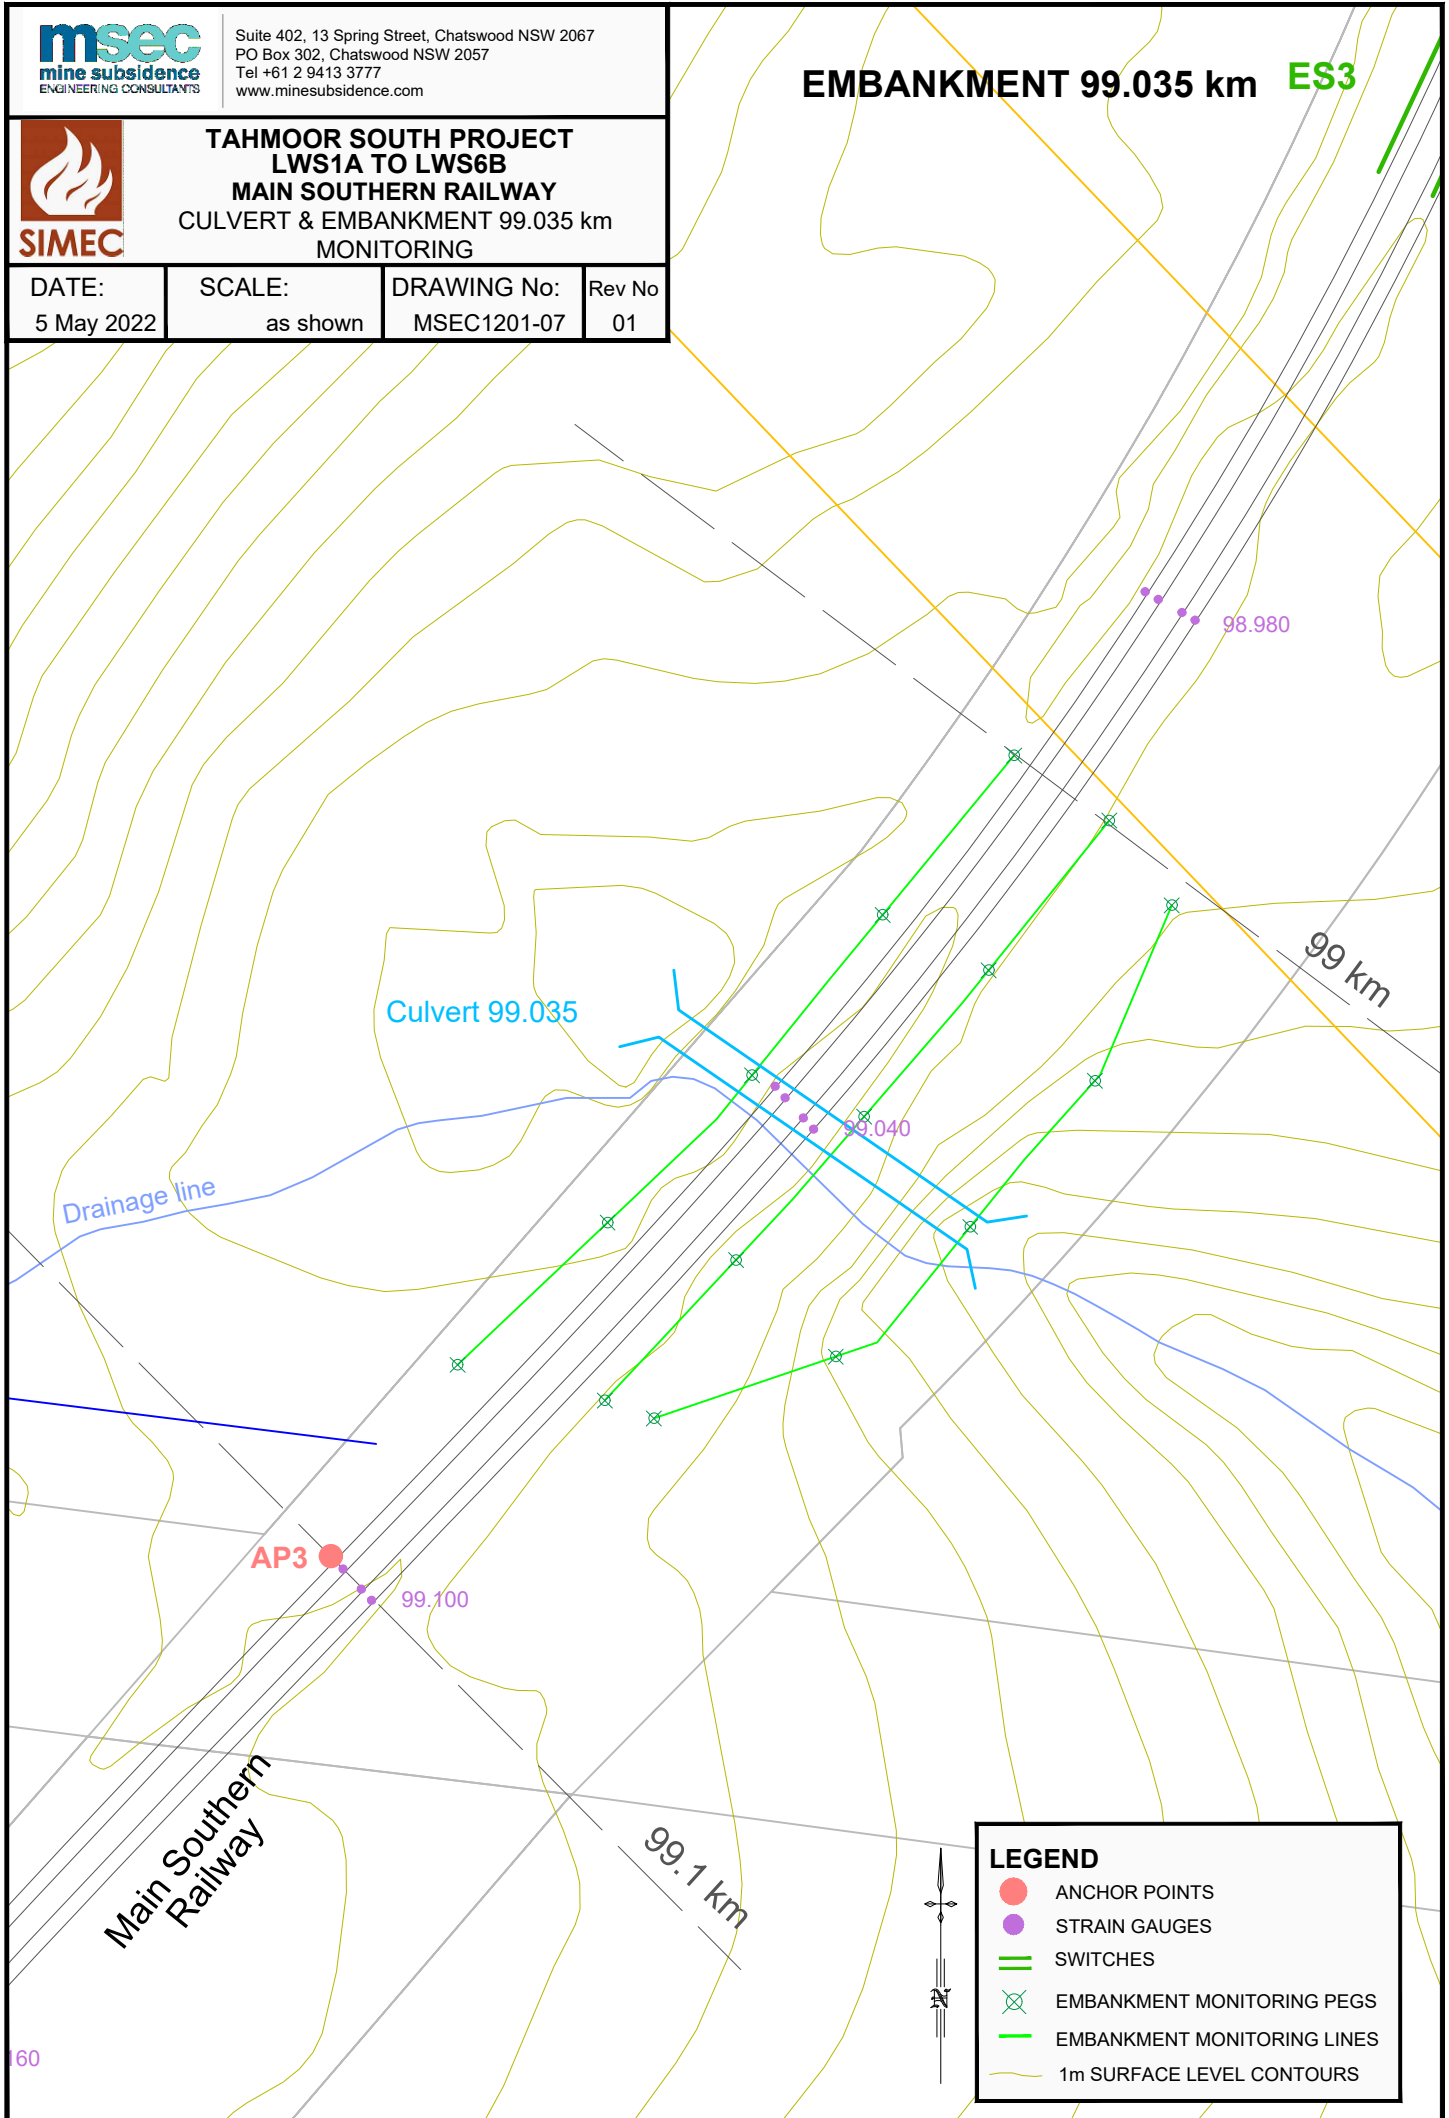 msec
mine subsidence
ENGINEERING CONSULTANTS
Suite 402, 13 Spring Street, Chatswood NSW 2067
PO Box 302, Chatswood NSW 2057
Tel +61 2 9413 3777
www.minesubsidence.com
SIMEC
TAHMOOR SOUTH PROJECT
LWS1A TO LWS6B
MAIN SOUTHERN RAILWAY
CULVERT & EMBANKMENT 99.035 km
MONITORING
DATE:
5 May 2022
SCALE:
as shown
DRAWING No:
MSEC1201-07
Rev No
01
EMBANKMENT 99.035 km
ES3
98.980
99 km
Culvert 99.035
99.040
Drainage line
AP3
99.100
Main Southern
Railway
99.1 km
160
N
LEGEND
ANCHOR POINTS
STRAIN GAUGES
SWITCHES
EMBANKMENT MONITORING PEGS
EMBANKMENT MONITORING LINES
1m SURFACE LEVEL CONTOURS